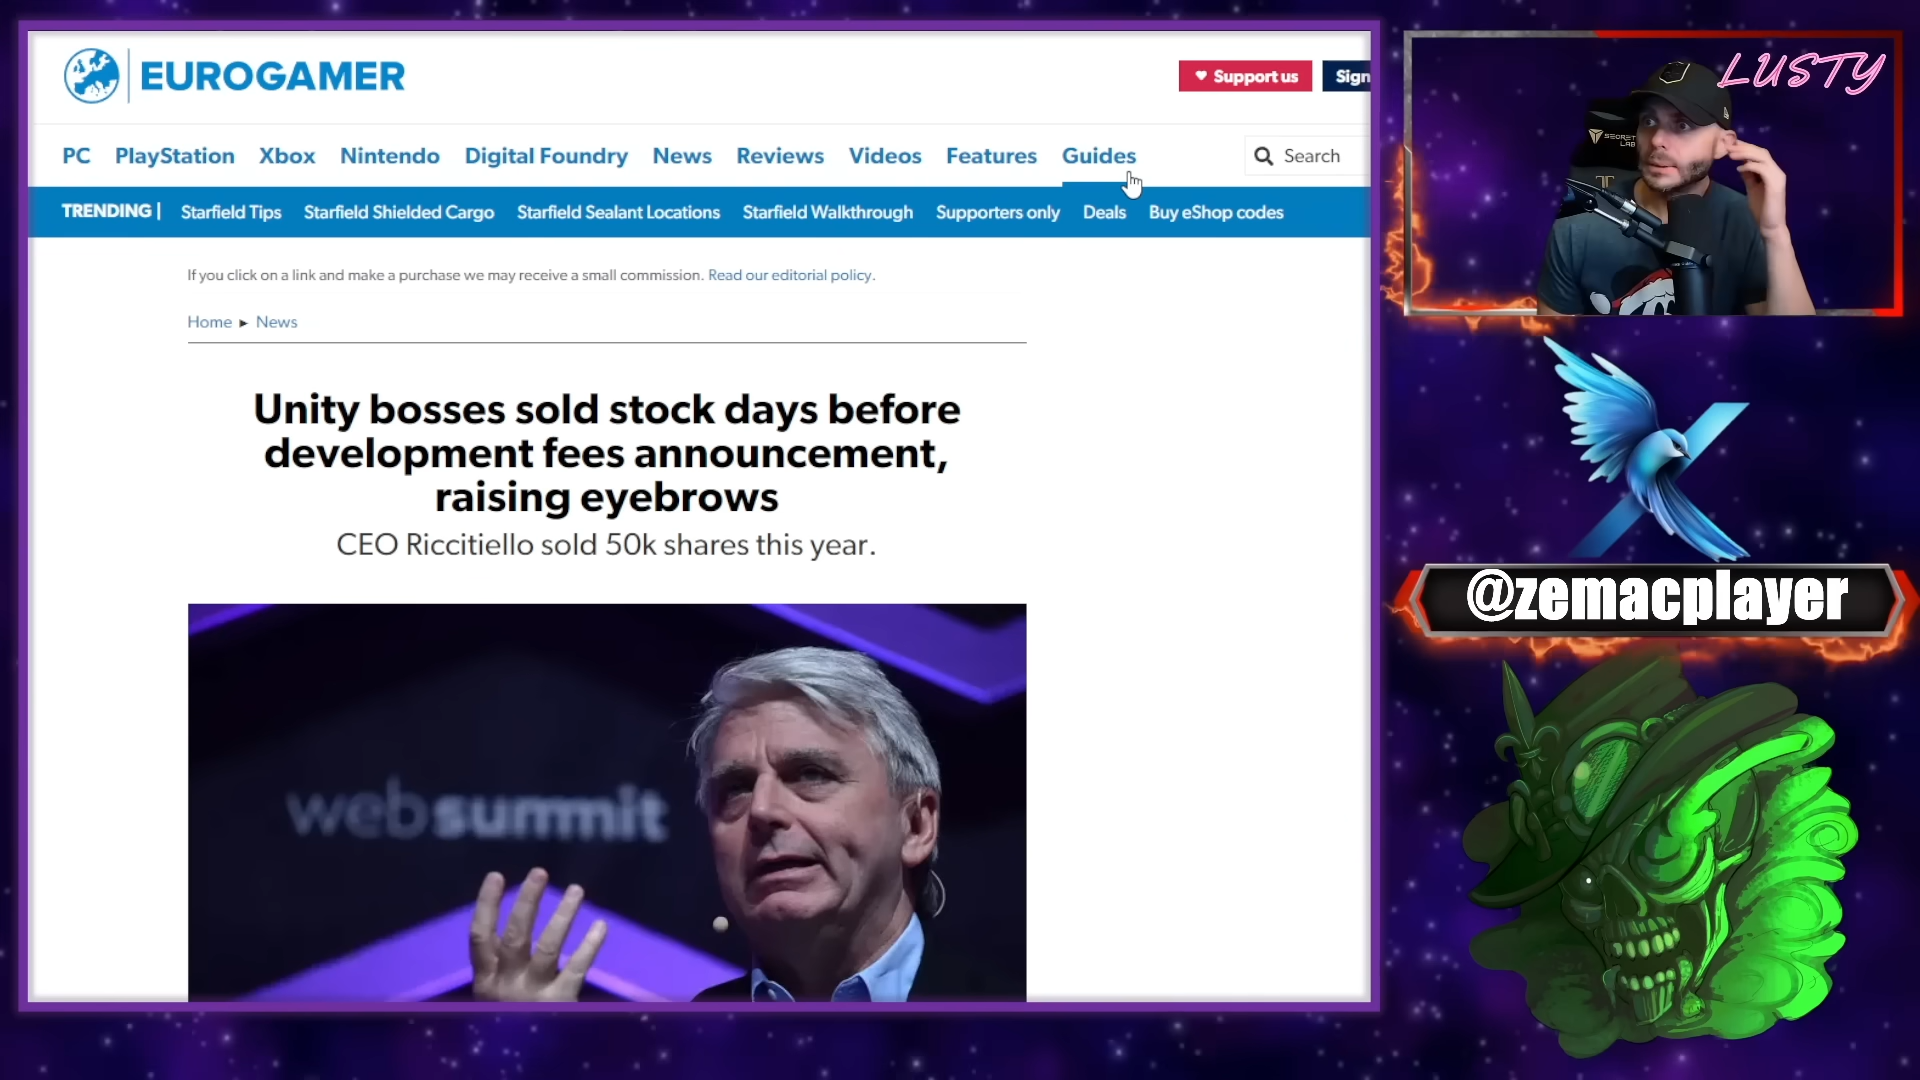 EUROGAMER
Support us
Sign
PC PlayStation Xbox Nintendo Digital Foundry News Reviews Videos Features Guides
Search
TRENDING | Starfield Tips Starfield Shielded Cargo Starfield Sealant Locations Starfield Walkthrough Supporters only Deals Buy eShop codes
If you click on a link and make a purchase we may receive a small commission. Read our editorial policy.
Home ▸ News
Unity bosses sold stock days before
development fees announcement,
raising eyebrows
CEO Riccitiello sold 50k shares this year.
websummit
LUSTY
SECRET
LAB
@zemacplayer